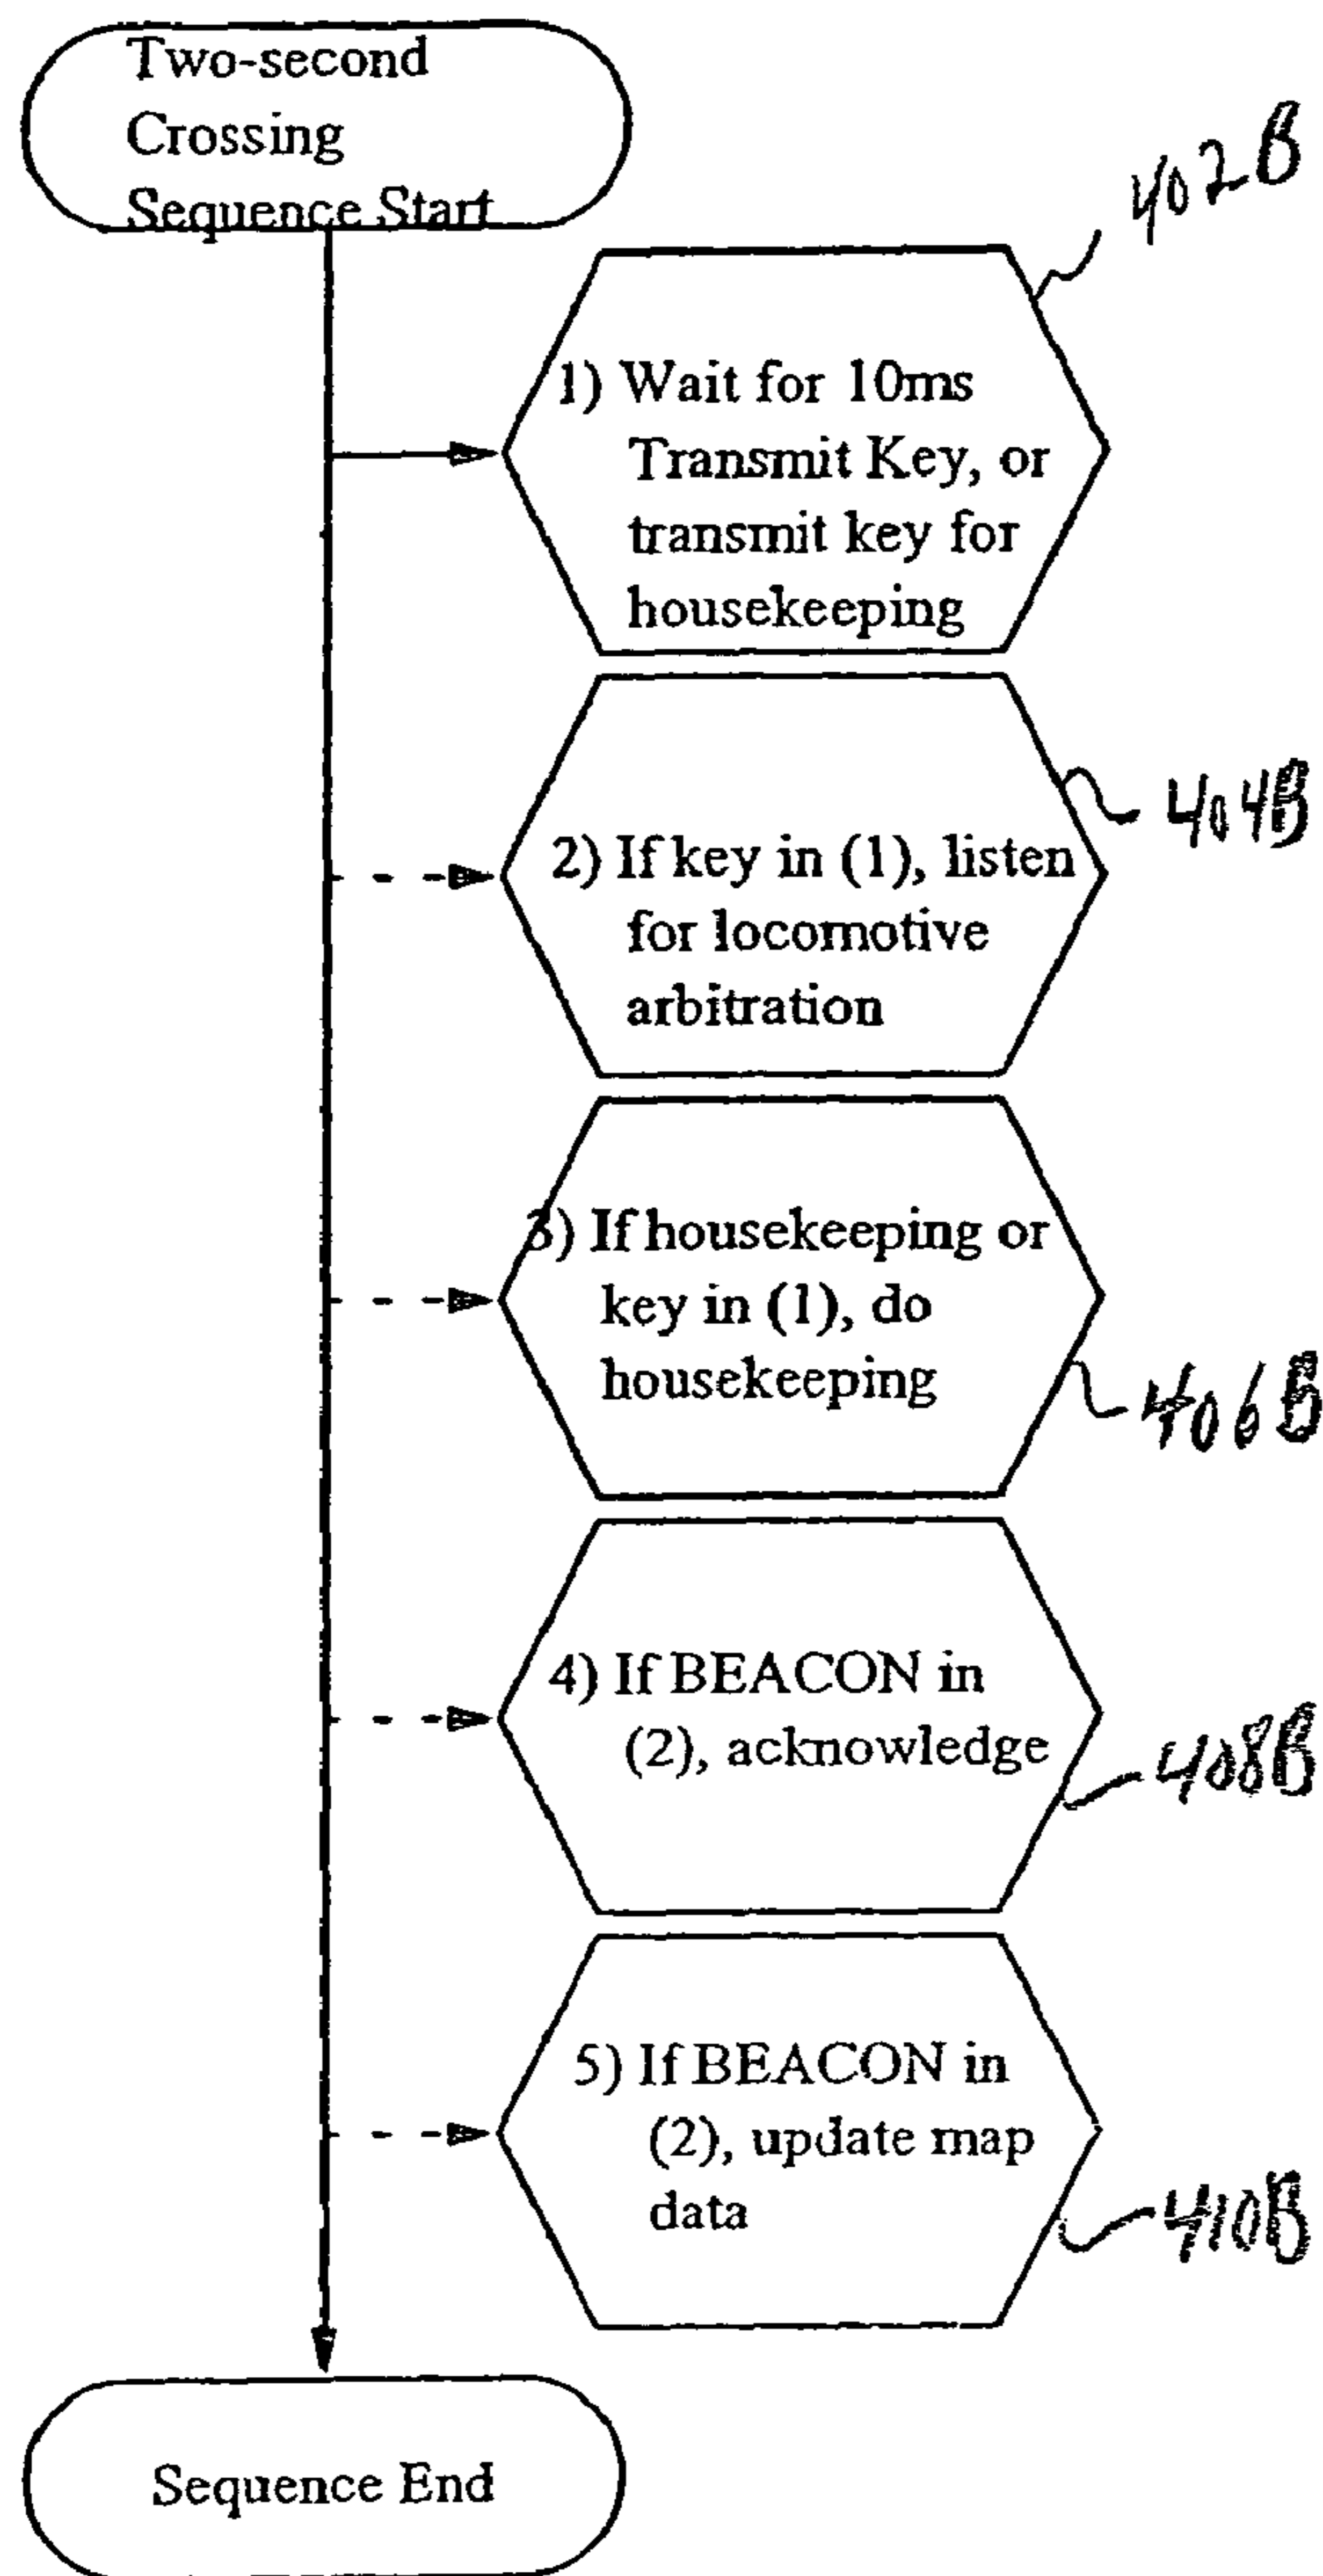 Two-second
Crossing
Sequence Start
402B
1) Wait for 10ms
Transmit Key, or
transmit key for
housekeeping
404B
2) If key in (1), listen
for locomotive
arbitration
3) If housekeeping or
key in (1), do
housekeeping
406B
4) If BEACON in
(2), acknowledge
408B
5) If BEACON in
(2), update map
data
410B
Sequence End